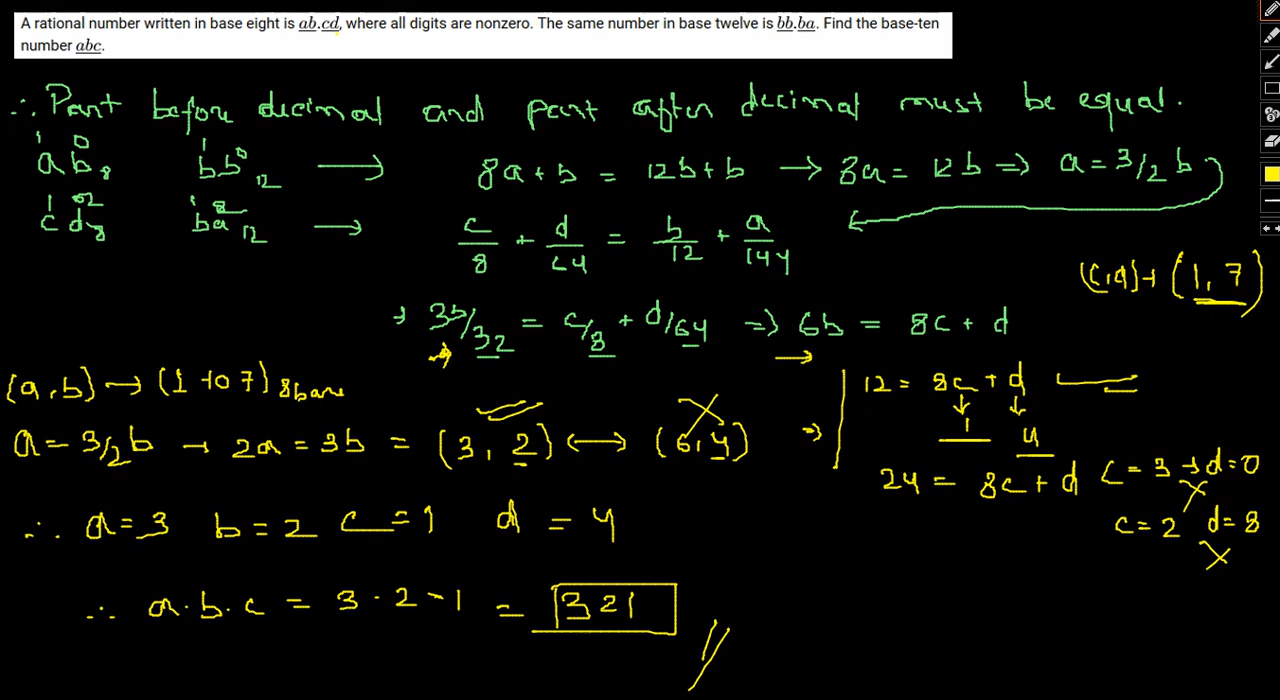 A rational number written in base eight is ab.cd, where all digits are nonzero. The same number in base twelve is bb.ba. Find the base-ten
number abc.
∴ Part before decimal and part after decimal must be equal.
1 0 1 0
ab₈ bb₁₂ → 8a + b = 12b + b → 8a = 12b ⇒ a = 3/2 b
cd₈ ba₁₂ → c/8 + d/64 = b/12 + a/144
(c,d) → (1, 7)
→ 3b/32 = c/8 + d/64 ⇒ 6b = 8c + d
(a, b) → (1 to 7) 8 base
12 = 8c + d
a = 3/2 b → 2a = 3b = (3, 2) ↔ (6, 4) ⇒
1 4
24 = 8c + d c = 3 → d = 0
∴ a = 3 b = 2 c = 1 d = 4
c = 2 d = 8
∴ a · b · c = 3 · 2 - 1 = 321